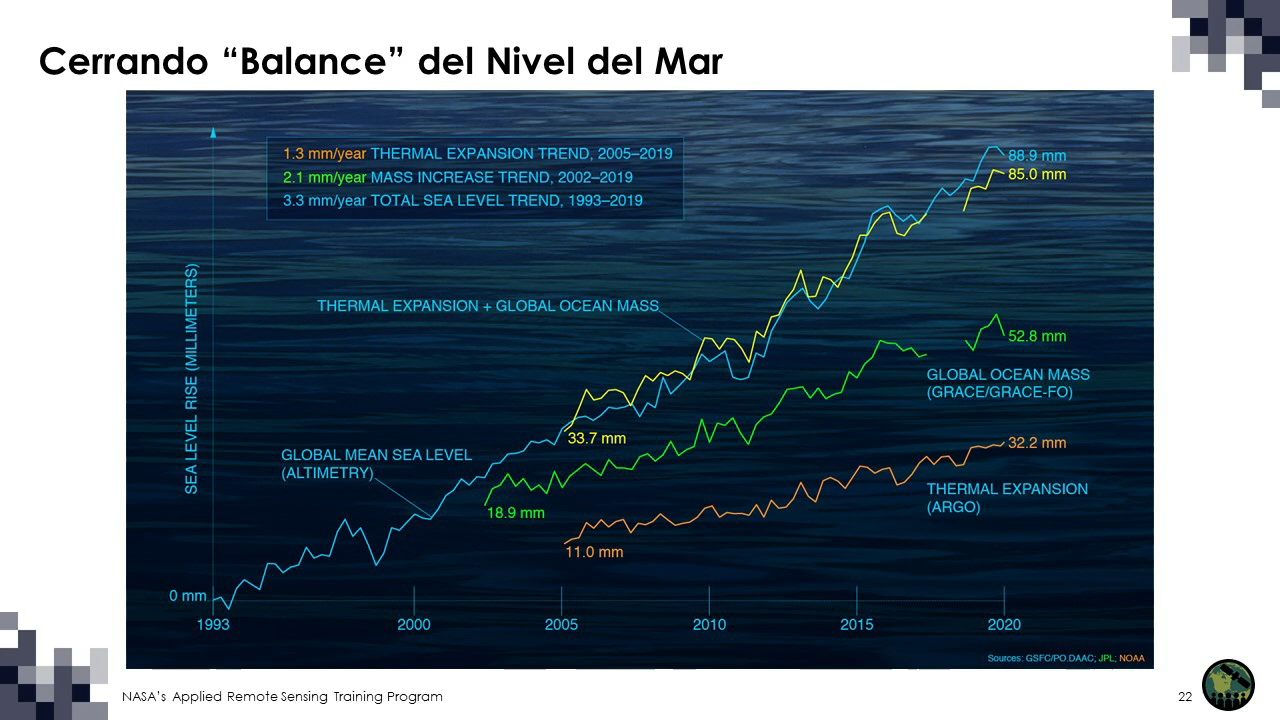 Cerrando “Balance” del Nivel del Mar
1.3 mm/year THERMAL EXPANSION TREND, 2005–2019
2.1 mm/year MASS INCREASE TREND, 2002–2019
3.3 mm/year TOTAL SEA LEVEL TREND, 1993–2019
88.9 mm
85.0 mm
SEA LEVEL RISE (MILLIMETERS)
THERMAL EXPANSION + GLOBAL OCEAN MASS
52.8 mm
GLOBAL OCEAN MASS
(GRACE/GRACE-FO)
33.7 mm
32.2 mm
GLOBAL MEAN SEA LEVEL
(ALTIMETRY)
THERMAL EXPANSION
(ARGO)
18.9 mm
11.0 mm
0 mm
1993 2000 2005 2010 2015 2020
Sources: GSFC/PO.DAAC; JPL; NOAA
NASA’s Applied Remote Sensing Training Program
22